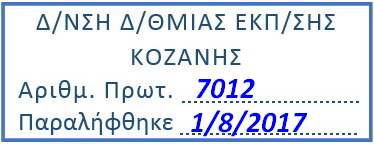 Δ/ΝΣΗ Δ/ΘΜΙΑΣ ΕΚΠ/ΣΗΣ
ΚΟΖΑΝΗΣ
Αριθμ. Πρωτ. 7012
Παραλήφθηκε 1/8/2017